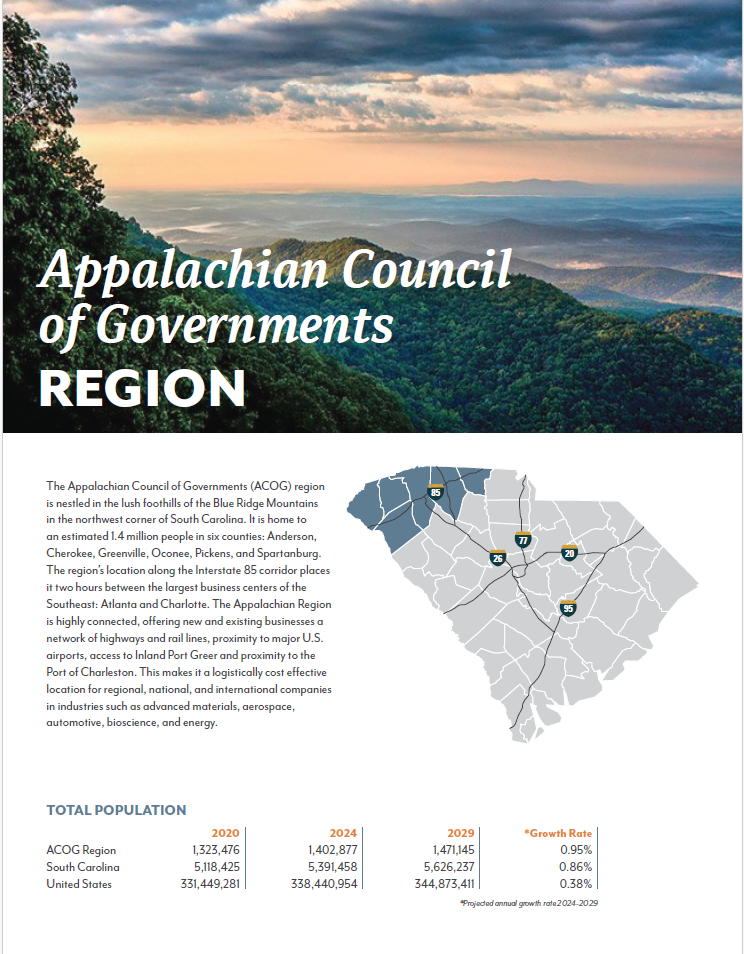 Appalachian Council
of Governments
REGION
The Appalachian Council of Governments (ACOG) region
is nestled in the lush foothills of the Blue Ridge Mountains
in the northwest corner of South Carolina. It is home to
an estimated 1.4 million people in six counties: Anderson,
Cherokee, Greenville, Oconee, Pickens, and Spartanburg.
The region's location along the Interstate 85 corridor places
it two hours between the largest business centers of the
Southeast: Atlanta and Charlotte. The Appalachian Region
is highly connected, offering new and existing businesses a
network of highways and rail lines, proximity to major U.S.
airports, access to Inland Port Greer and proximity to the
Port of Charleston. This makes it a logistically cost effective
location for regional, national, and international companies
in industries such as advanced materials, aerospace,
automotive, bioscience, and energy.
85
77
26
20
95
TOTAL POPULATION
2020 2024 2029 *Growth Rate
ACOG Region 1,323,476 1,402,877 1,471,145 0.95%
South Carolina 5,118,425 5,391,458 5,626,237 0.86%
United States 331,449,281 338,440,954 344,873,411 0.38%
*Projected annual growth rate 2024-2029